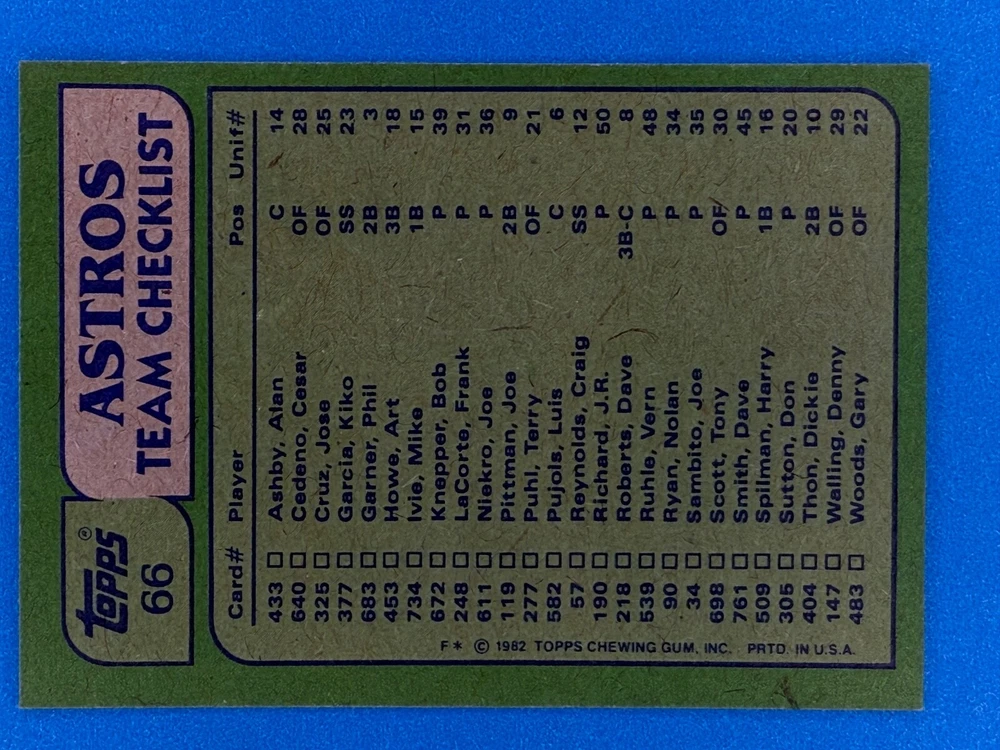 topps®
66
ASTROS
TEAM CHECKLIST
Card# Player Pos Unif#
433 Ashby, Alan C 14
640 Cedeno, Cesar OF 28
325 Cruz, Jose OF 25
377 Garcia, Kiko SS 23
683 Garner, Phil 2B 3
453 Howe, Art 3B 18
734 Ivie, Mike 1B 15
672 Knepper, Bob P 39
248 LaCorte, Frank P 31
611 Niekro, Joe P 36
119 Pittman, Joe 2B 9
277 Puhl, Terry OF 21
582 Pujols, Luis C 6
57 Reynolds, Craig SS 12
190 Richard, J.R. P 50
218 Roberts, Dave 3B-C 8
539 Ruhle, Vern P 48
90 Ryan, Nolan P 34
34 Sambito, Joe P 35
698 Scott, Tony OF 30
761 Smith, Dave P 45
509 Spilman, Harry 1B 16
305 Sutton, Don P 20
404 Thon, Dickie 2B 10
147 Walling, Denny OF 29
483 Woods, Gary OF 22
F* © 1982 TOPPS CHEWING GUM, INC. PRTD. IN U.S.A.